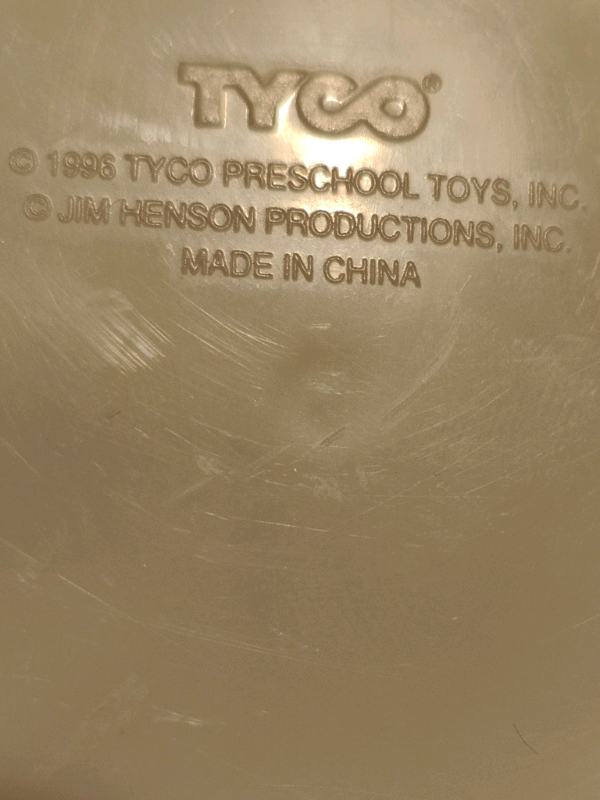 TYCO®
© 1996 TYCO PRESCHOOL TOYS, INC.
© JIM HENSON PRODUCTIONS, INC.
MADE IN CHINA